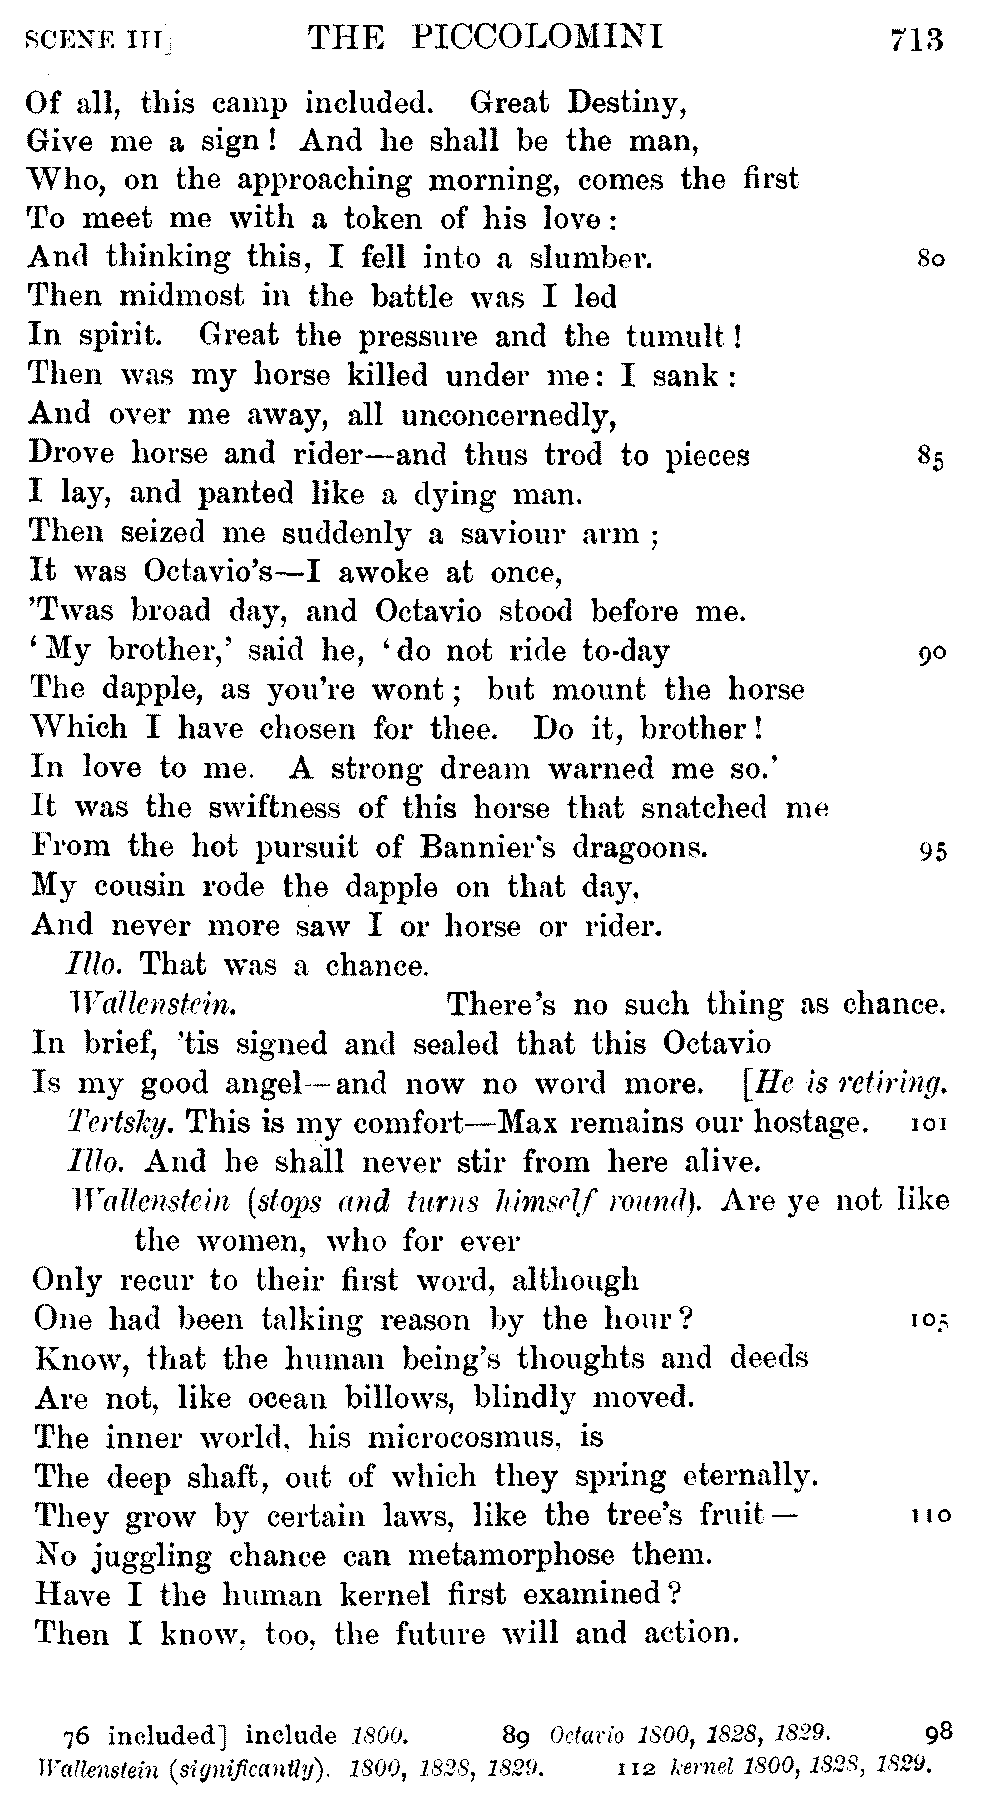 SCENE III] THE PICCOLOMINI 713
Of all, this camp included. Great Destiny,
Give me a sign! And he shall be the man,
Who, on the approaching morning, comes the first
To meet me with a token of his love:
And thinking this, I fell into a slumber. 80
Then midmost in the battle was I led
In spirit. Great the pressure and the tumult!
Then was my horse killed under me: I sank:
And over me away, all unconcernedly,
Drove horse and rider—and thus trod to pieces 85
I lay, and panted like a dying man.
Then seized me suddenly a saviour arm;
It was Octavio's—I awoke at once,
'Twas broad day, and Octavio stood before me.
'My brother,' said he, 'do not ride to-day 90
The dapple, as you're wont; but mount the horse
Which I have chosen for thee. Do it, brother!
In love to me. A strong dream warned me so.'
It was the swiftness of this horse that snatched me
From the hot pursuit of Bannier's dragoons. 95
My cousin rode the dapple on that day,
And never more saw I or horse or rider.
Illo. That was a chance.
Wallenstein. There's no such thing as chance.
In brief, 'tis signed and sealed that this Octavio
Is my good angel—and now no word more. [He is retiring.
Tertsky. This is my comfort—Max remains our hostage. 101
Illo. And he shall never stir from here alive.
Wallenstein (stops and turns himself round). Are ye not like
the women, who for ever
Only recur to their first word, although
One had been talking reason by the hour? 105
Know, that the human being's thoughts and deeds
Are not, like ocean billows, blindly moved.
The inner world, his microcosmus, is
The deep shaft, out of which they spring eternally.
They grow by certain laws, like the tree's fruit— 110
No juggling chance can metamorphose them.
Have I the human kernel first examined?
Then I know, too, the future will and action.
76 included] include 1800. 89 Octavio 1800, 1828, 1829. 98
Wallenstein (significantly). 1800, 1828, 1829. 112 kernel 1800, 1828, 1829.